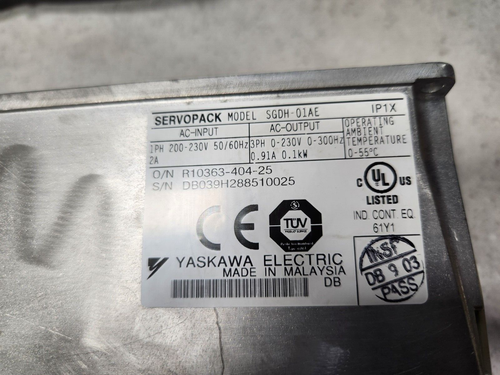 SERVOPACK MODEL SGDH-01AE IP1X
AC-INPUT AC-OUTPUT OPERATING AMBIENT TEMPERATURE
1PH 200-230V 50/60Hz 3PH 0-230V 0-300Hz
2A 0.91A 0.1kW 0-55°C
O/N R10363-404-25
S/N DB039H288510025
C UL US
LISTED
IND CONT EQ.
61Y1
CE
TÜV
YASKAWA ELECTRIC
MADE IN MALAYSIA
DB
INSP
DB 9 03
PASS